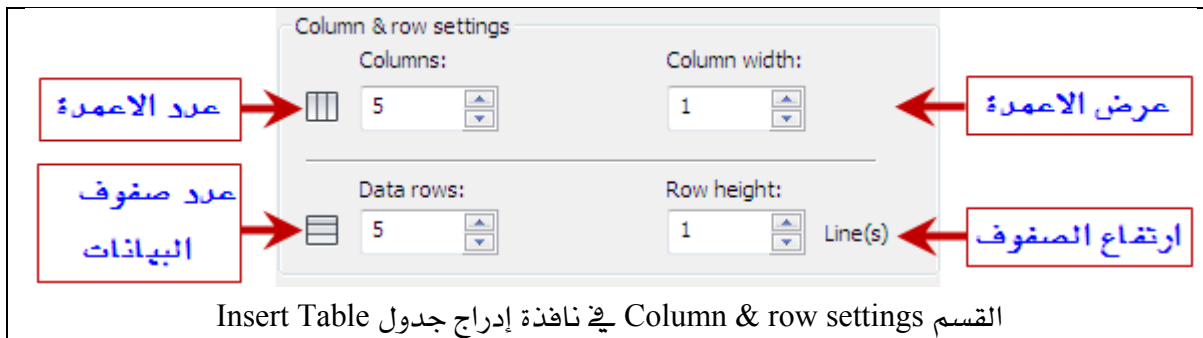 Column & row settings
Columns:
Column width:
عدد الاعمدة
5
1
عرض الاعمدة
Data rows:
Row height:
عدد صفوف
البيانات
5
1
Line(s)
ارتفاع الصفوف
القسم Column & row settings في نافذة إدراج جدول Insert Table